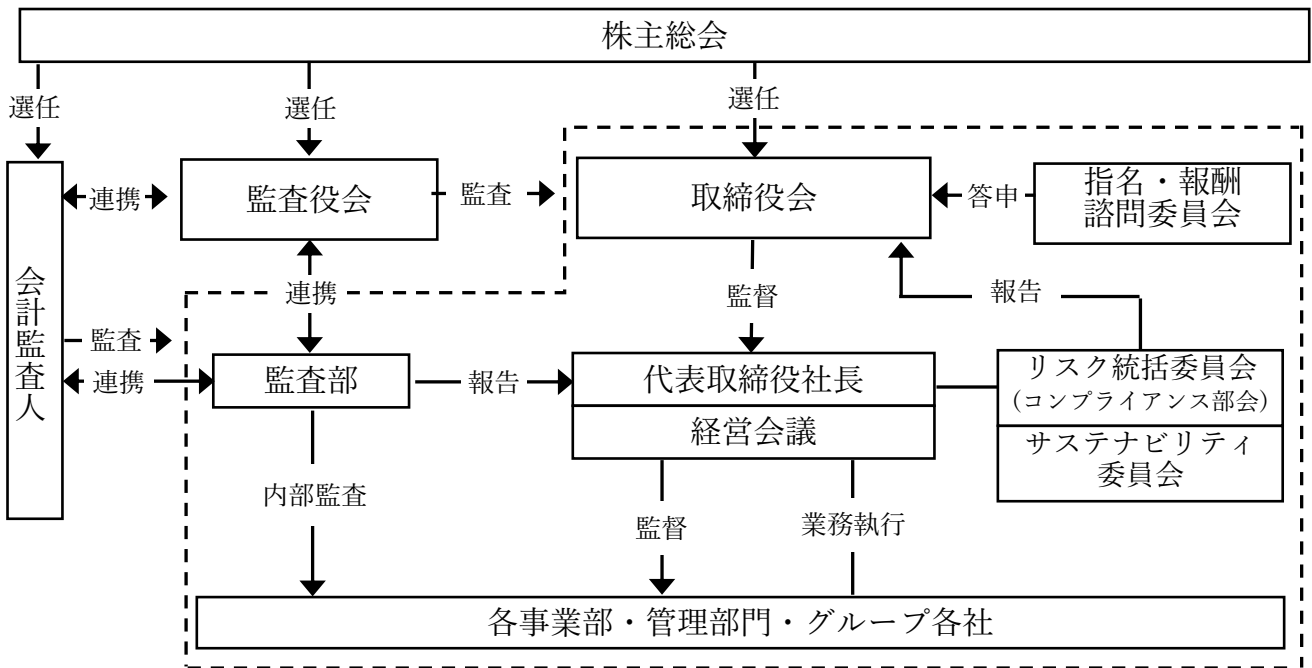 株主総会
選任
選任
選任
監査役会
連携
監査
取締役会
答申
指名・報酬
諮問委員会
会計監査人
連携
監督
報告
監査
連携
監査部
報告
代表取締役社長
経営会議
リスク統括委員会
(コンプライアンス部会)
サステナビリティ
委員会
内部監査
監督
業務執行
各事業部・管理部門・グループ各社